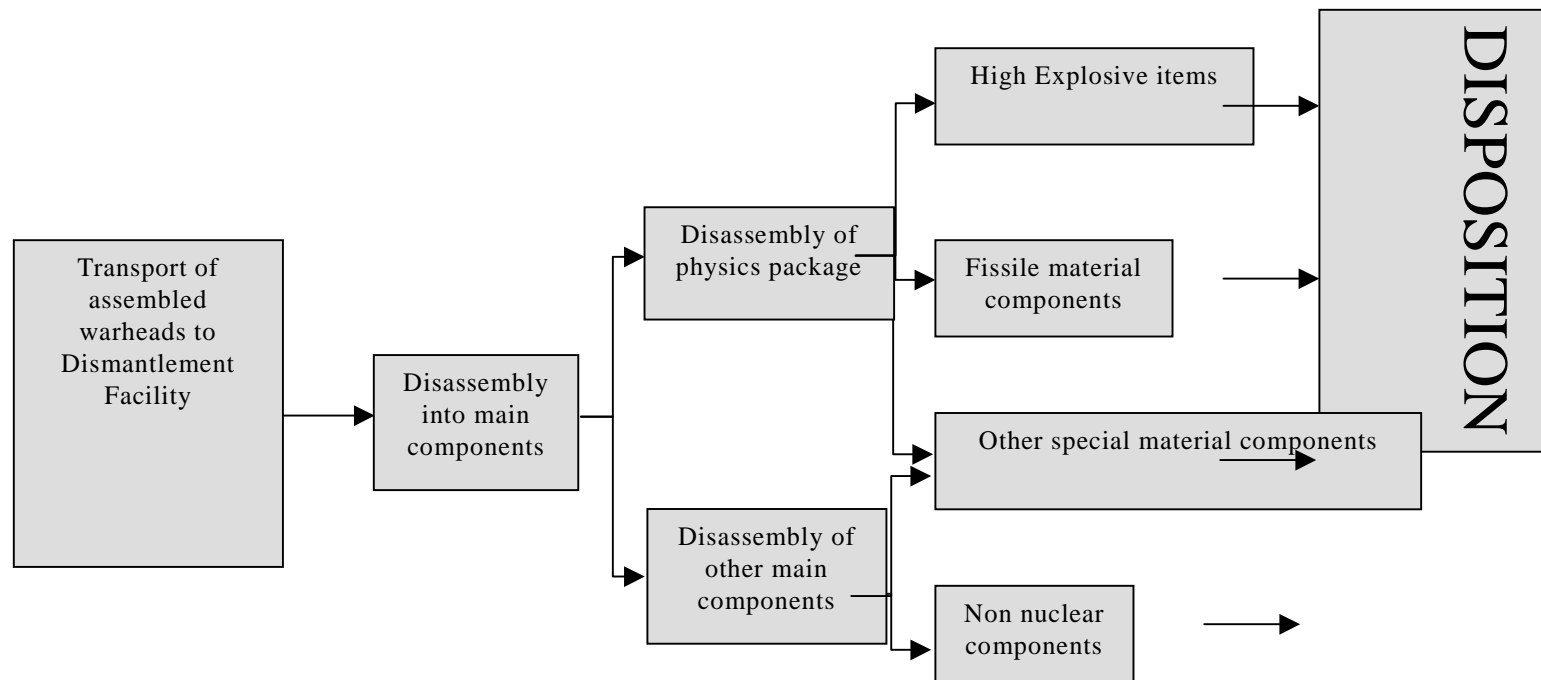 Transport of
assembled
warheads to
Dismantlement
Facility
Disassembly
into main
components
Disassembly of
physics package
Disassembly of
other main
components
High Explosive items
Fissile material
components
Other special material components
Non nuclear
components
DISPOSITION